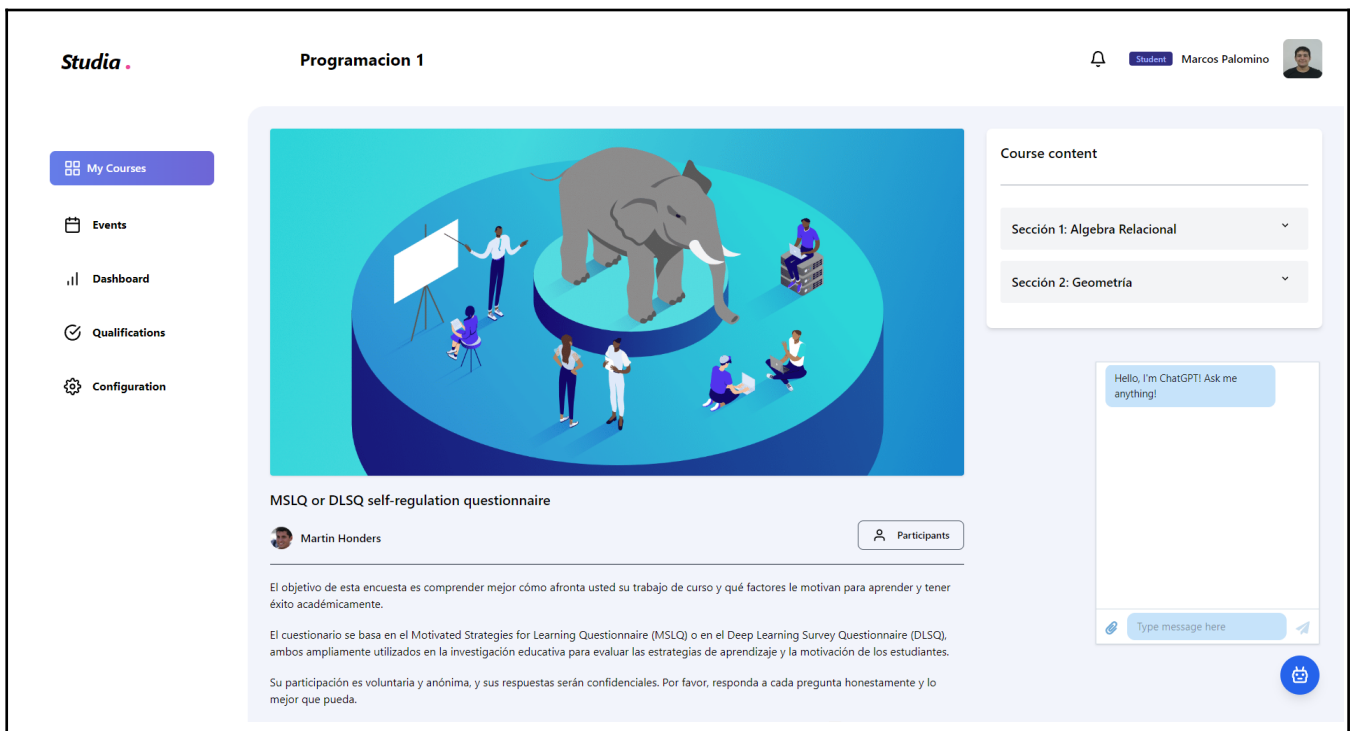 Studia .
Programacion 1
Student
Marcos Palomino
My Courses
Events
Dashboard
Qualifications
Configuration
MSLQ or DLSQ self-regulation questionnaire
Martin Honders
Participants
El objetivo de esta encuesta es comprender mejor cómo afronta usted su trabajo de curso y qué factores le motivan para aprender y tener
éxito académicamente.
El cuestionario se basa en el Motivated Strategies for Learning Questionnaire (MSLQ) o en el Deep Learning Survey Questionnaire (DLSQ),
ambos ampliamente utilizados en la investigación educativa para evaluar las estrategias de aprendizaje y la motivación de los estudiantes.
Su participación es voluntaria y anónima, y sus respuestas serán confidenciales. Por favor, responda a cada pregunta honestamente y lo
mejor que pueda.
Course content
Sección 1: Algebra Relacional
Sección 2: Geometría
Hello, I'm ChatGPT! Ask me
anything!
Type message here